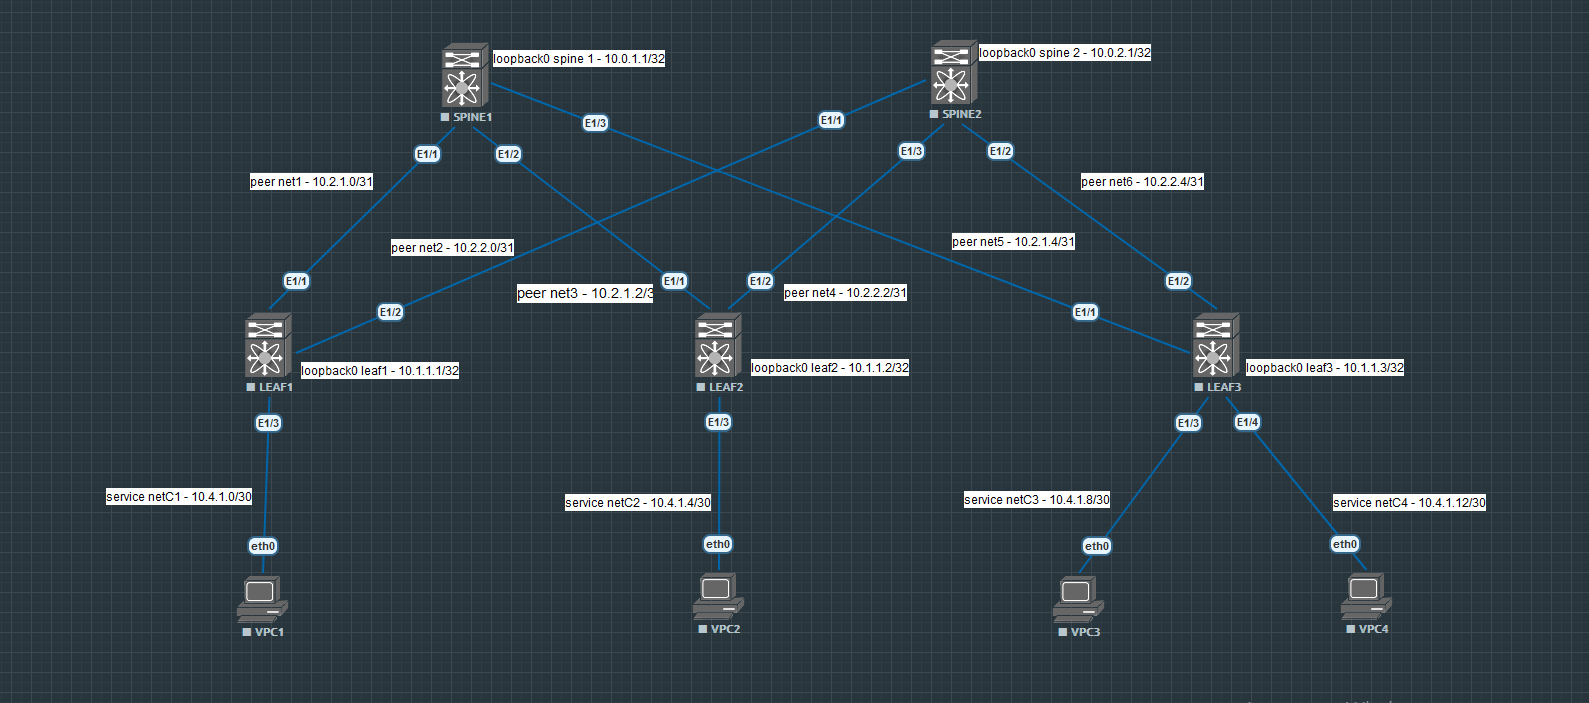 loopback0 spine 1 - 10.0.1.1/32
loopback0 spine 2 - 10.0.2.1/32
SPINE1
SPINE2
E1/3
E1/1
E1/1
E1/2
E1/3
E1/2
peer net1 - 10.2.1.0/31
peer net6 - 10.2.2.4/31
peer net2 - 10.2.2.0/31
peer net5 - 10.2.1.4/31
E1/1
E1/1
E1/2
E1/2
peer net3 - 10.2.1.2/3
peer net4 - 10.2.2.2/31
E1/2
E1/1
loopback0 leaf1 - 10.1.1.1/32
loopback0 leaf2 - 10.1.1.2/32
loopback0 leaf3 - 10.1.1.3/32
LEAF1
LEAF2
LEAF3
E1/3
E1/3
E1/3
E1/4
service netC1 - 10.4.1.0/30
service netC2 - 10.4.1.4/30
service netC3 - 10.4.1.8/30
service netC4 - 10.4.1.12/30
eth0
eth0
eth0
eth0
VPC1
VPC2
VPC3
VPC4